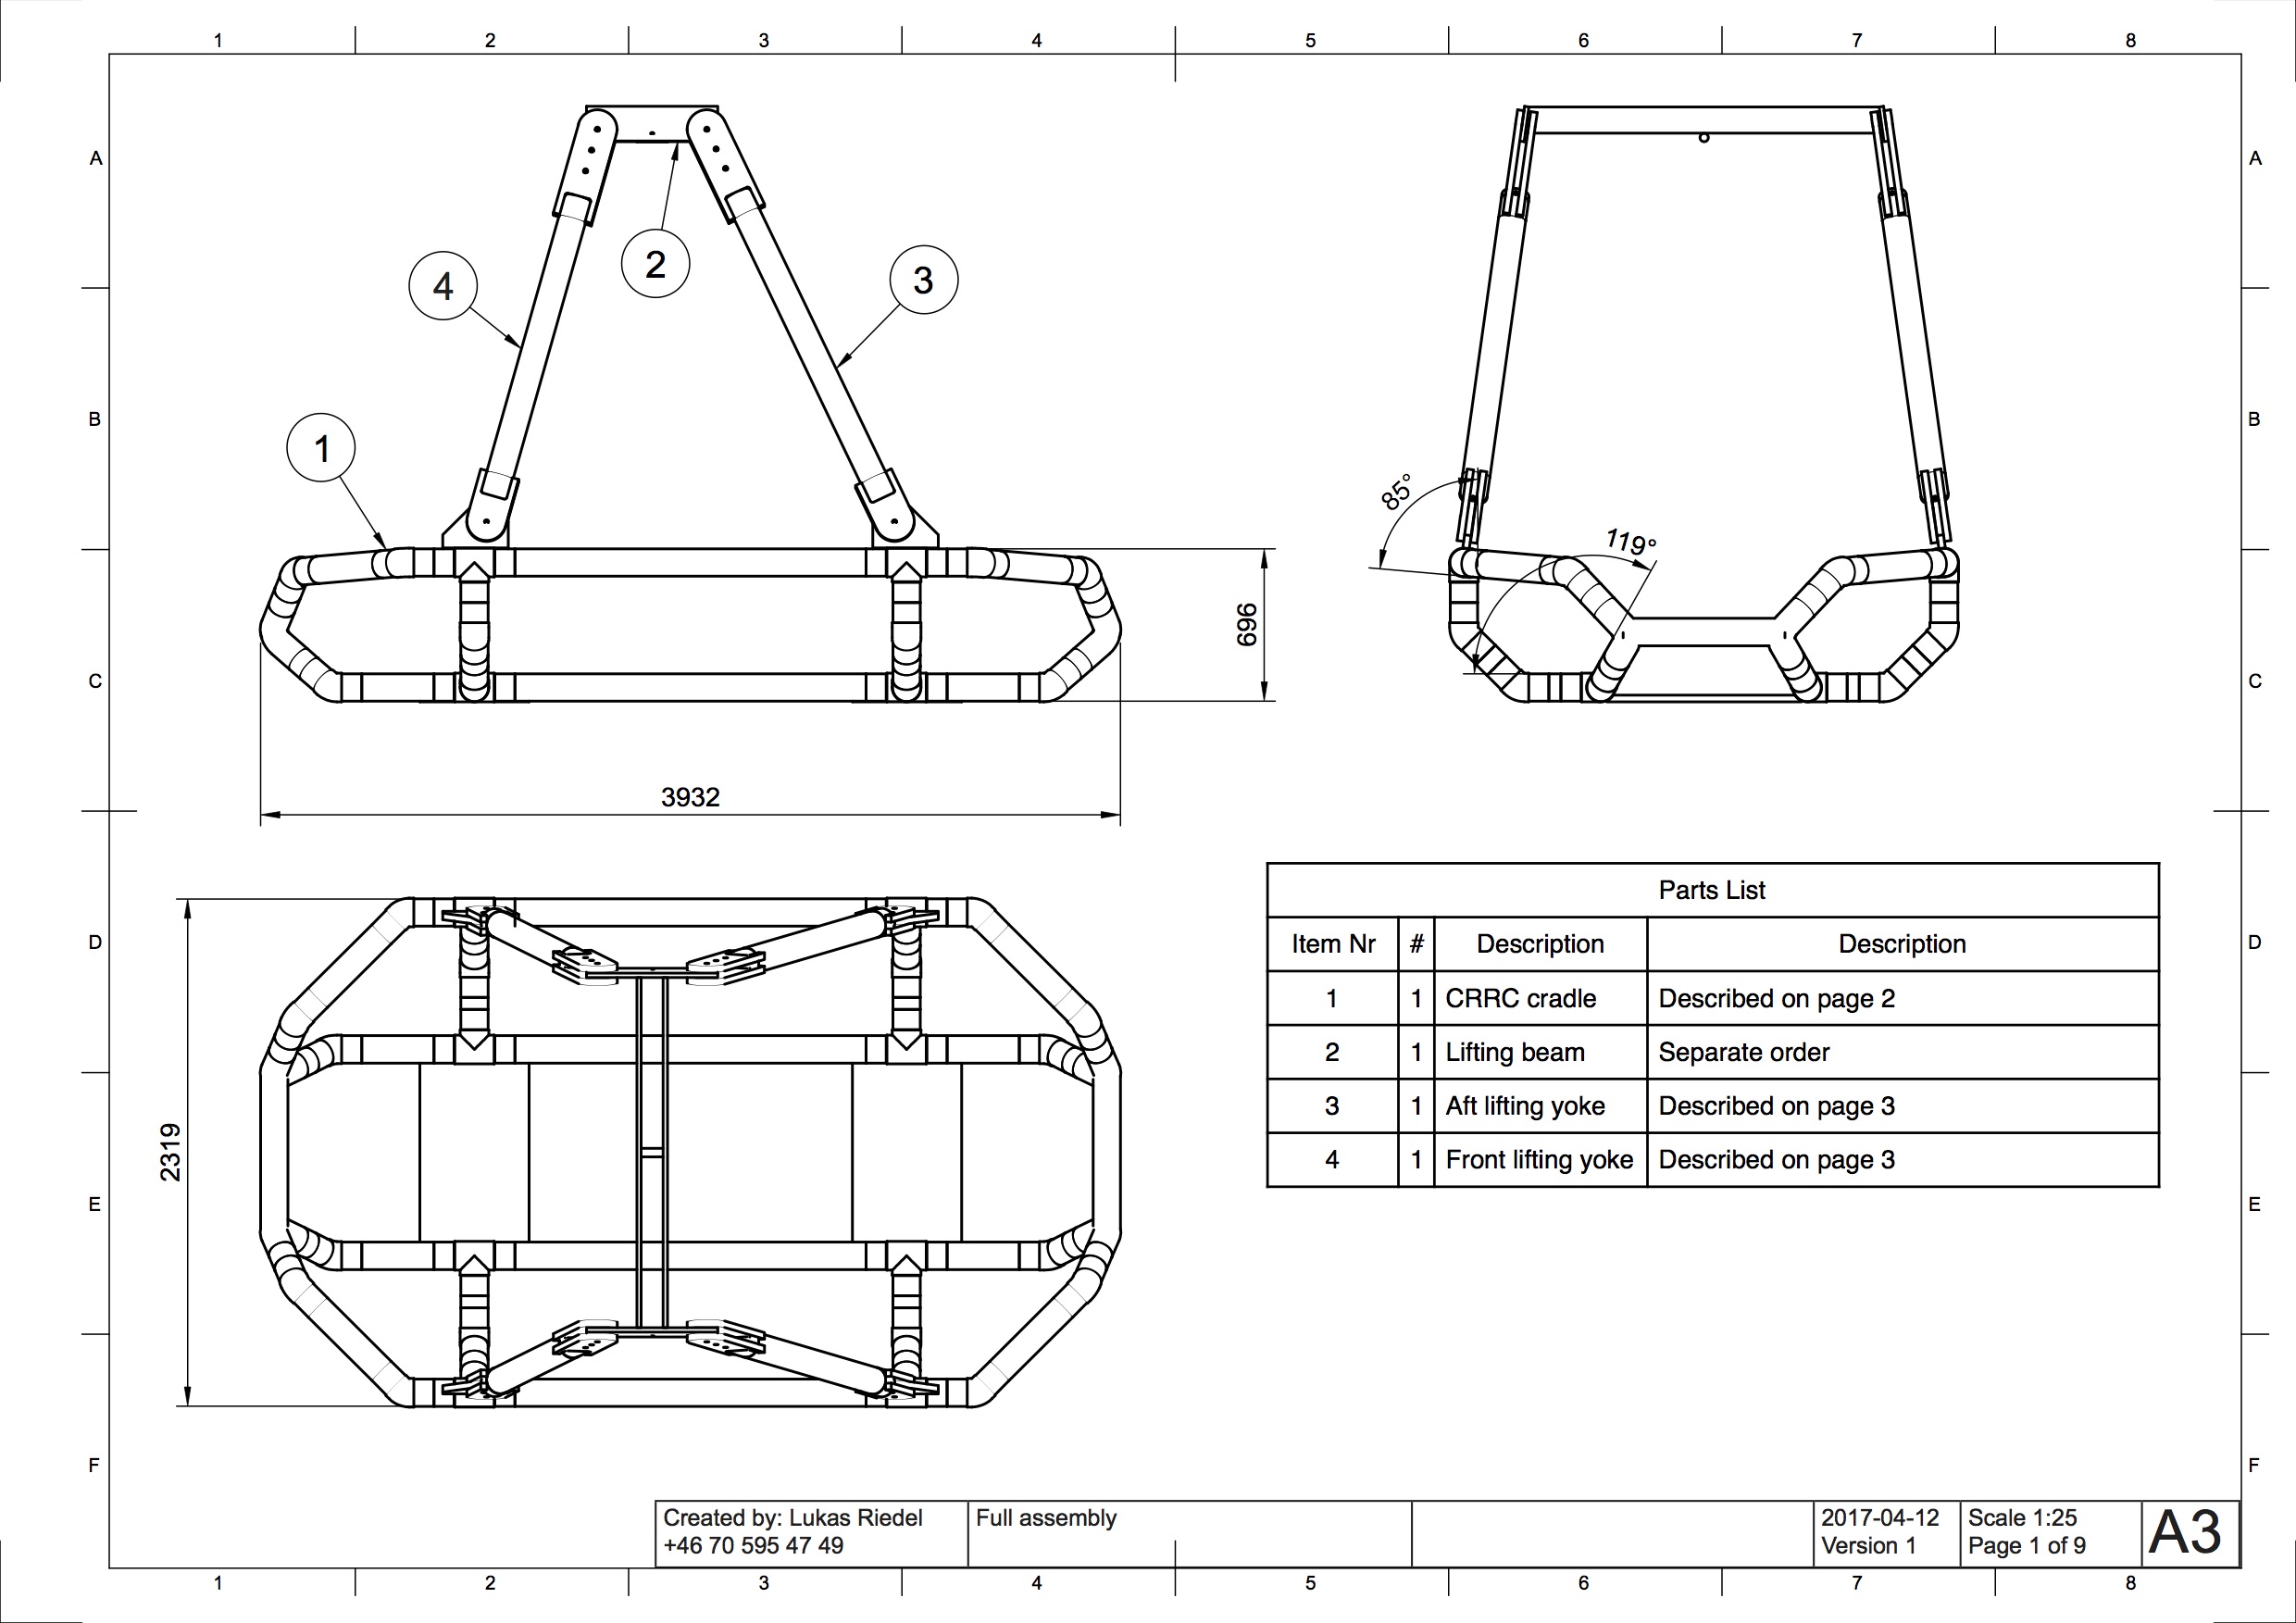 1 2 3 4 5 6 7 8
A A
2
4 3
B B
1
85°
119°
696
C C
3932
D D
2319
E E
Parts List
Item Nr # Description Description
1 1 CRRC cradle Described on page 2
2 1 Lifting beam Separate order
3 1 Aft lifting yoke Described on page 3
4 1 Front lifting yoke Described on page 3
F F
Created by: Lukas Riedel
+46 70 595 47 49
Full assembly
2017-04-12
Version 1
Scale 1:25
Page 1 of 9
A3
1 2 3 4 5 6 7 8